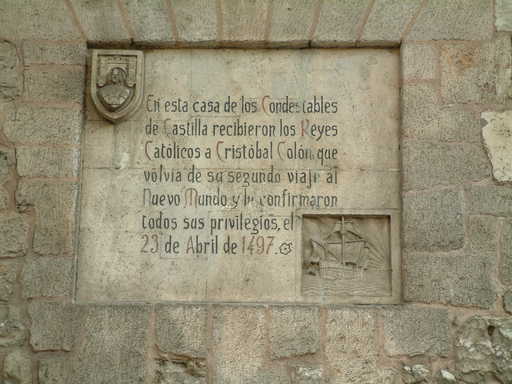 En esta casa de los Condestables
de Castilla recibieron los Reyes
Católicos a Cristóbal Colón, que
volvía de su segundo viaje al
Nuevo Mundo, y le confirmaron
todos sus privilegios, el
23 de Abril de 1497.